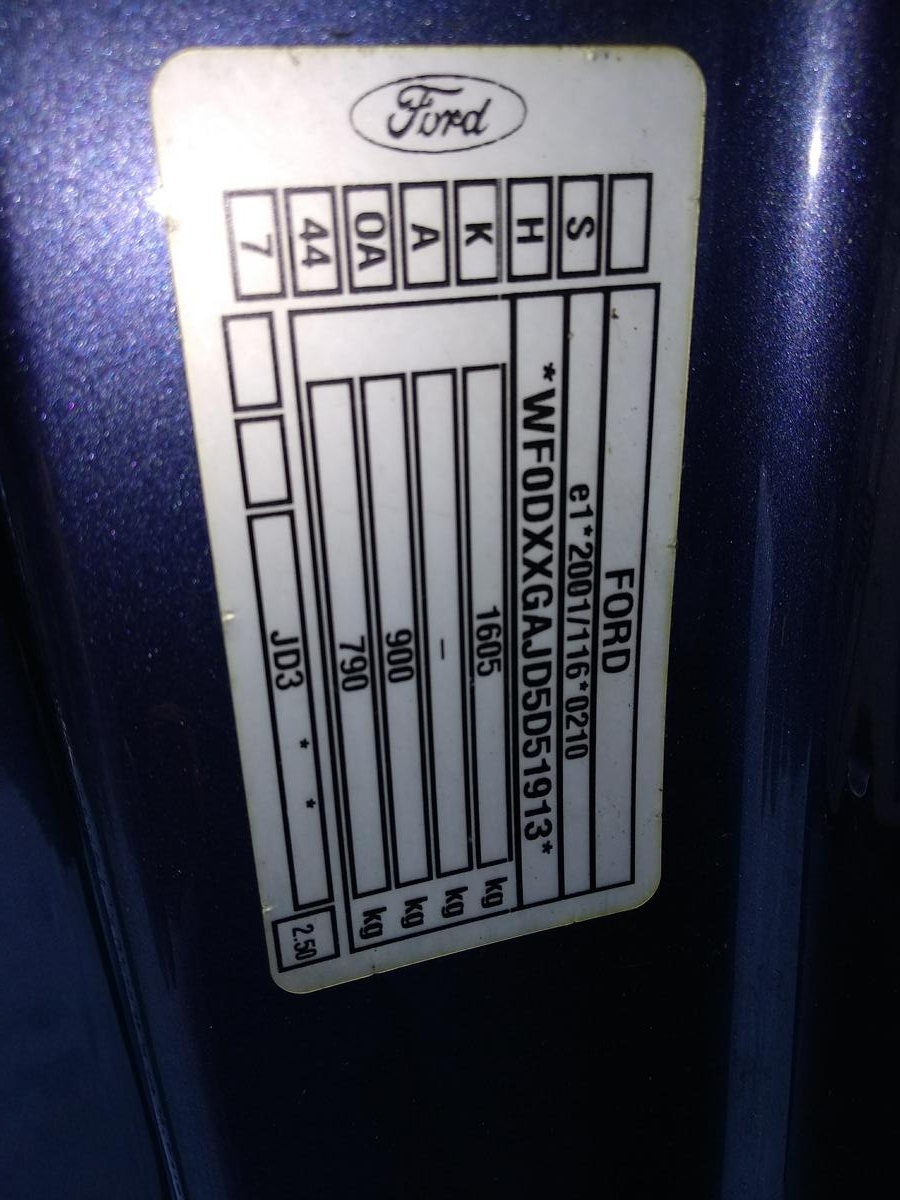 Ford
FORD
S
e1*2001/116*0210
H
*WF0DXXGAJD5D51913*
K
1605 kg
A
- kg
0A
900 kg
44
790 kg
7
JD3 * *
2.50